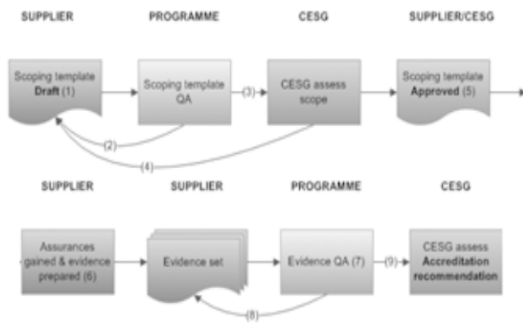 SUPPLIER PROGRAMME CESG SUPPLIER/CESG
Scoping template
Draft (1)
Scoping template
QA
(3)
CESG assess
scope
Scoping template
Approved (5)
(2)
(4)
SUPPLIER SUPPLIER PROGRAMME CESG
Assurances
gained & evidence
prepared (6)
Evidence set
Evidence QA (7)
(9)
CESG assess
Accreditation
recommendation
(8)